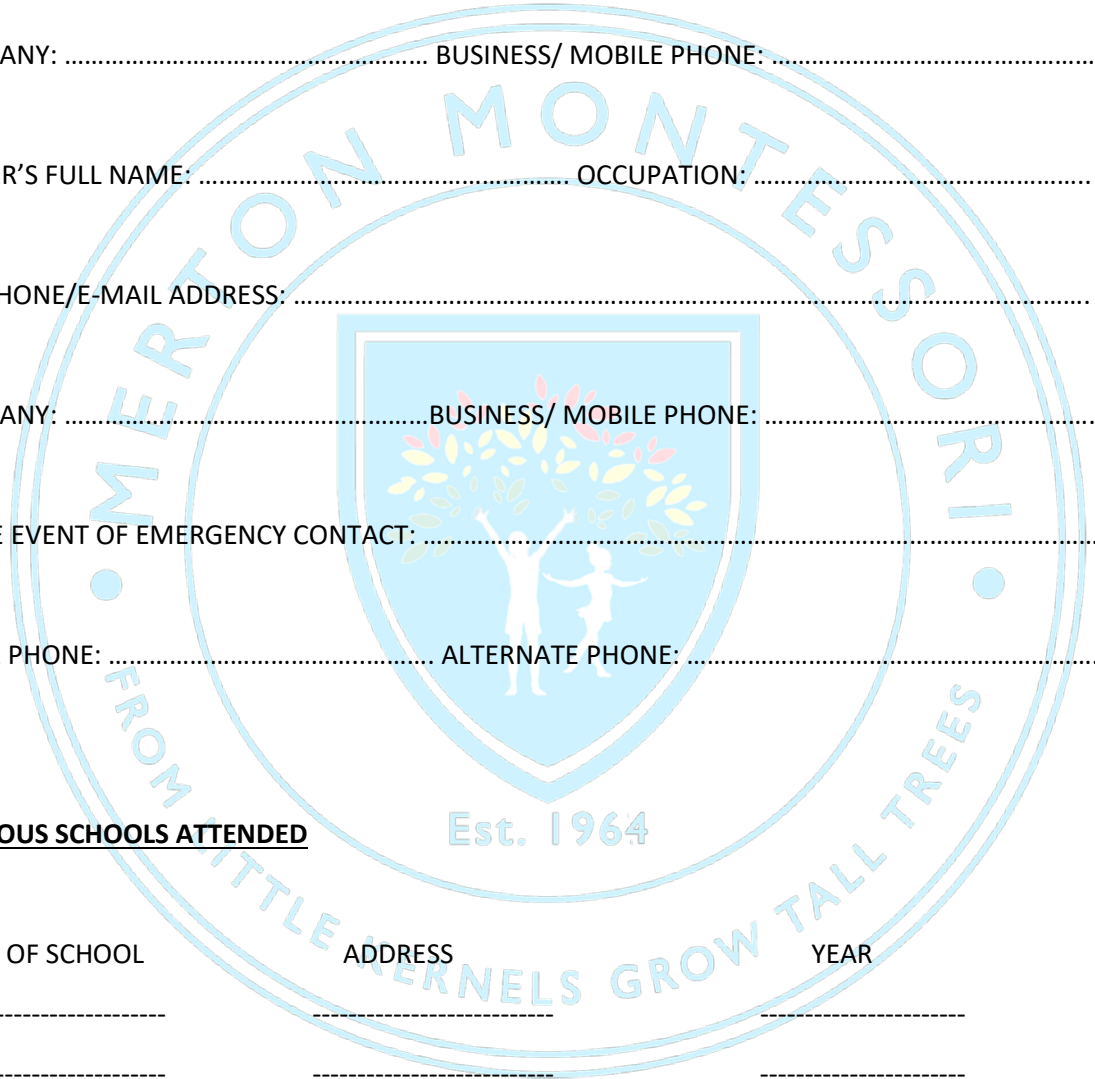 ANY: ……………………………………… BUSINESS/ MOBILE PHONE: …………………………………
R’S FULL NAME: ………………………………………. OCCUPATION: ……………………………………
HONE/E-MAIL ADDRESS: ………………………………………………………………………………………
ANY: ………………………………………BUSINESS/ MOBILE PHONE: …………………………………
E EVENT OF EMERGENCY CONTACT: …………………………………………………………………………
PHONE: …………………………………. ALTERNATE PHONE: ……………………………………………
OUS SCHOOLS ATTENDED
OF SCHOOL ADDRESS YEAR
--------------------- --------------------------- -----------------------
--------------------- --------------------------- -----------------------
MERTON MONTESSORI
Est. 1964
FROM LITTLE KERNELS GROW TALL TREES